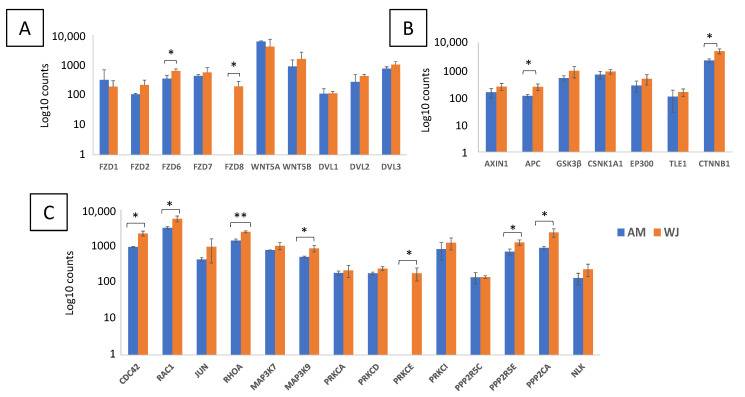 A
Log10 counts
10,000
1000
100
10
1
*
*
FZD1 FZD2 FZD6 FZD7 FZD8 WNT5A WNT5B DVL1 DVL2 DVL3
B
Log10 counts
10,000
1000
100
10
1
*
*
AXIN1 APC GSK3β CSNK1A1 EP300 TLE1 CTNNB1
C
Log10 counts
10,000
1000
100
10
1
*
*
**
*
*
*
*
AM WJ
CDC42 RAC1 JUN RHOA MAP3K7 MAP3K9 PRKCA PRKCD PRKCE PRKCI PPP2R5C PPP2R5E PPP2CA NLK